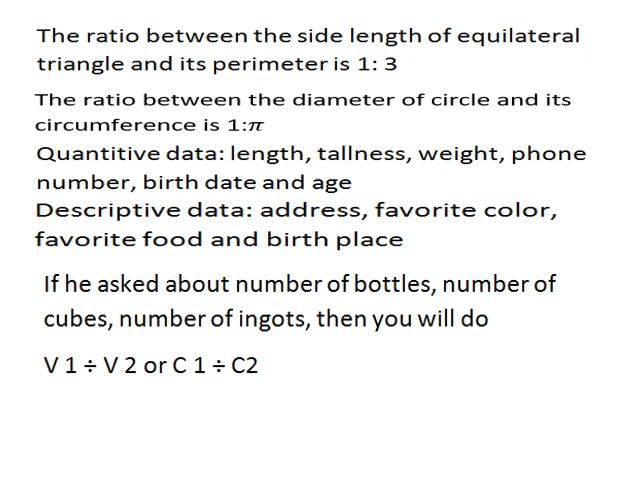 The ratio between the side length of equilateral
triangle and its perimeter is 1: 3
The ratio between the diameter of circle and its
circumference is 1:π
Quantitive data: length, tallness, weight, phone
number, birth date and age
Descriptive data: address, favorite color,
favorite food and birth place
If he asked about number of bottles, number of
cubes, number of ingots, then you will do
V 1 ÷ V 2 or C 1 ÷ C2